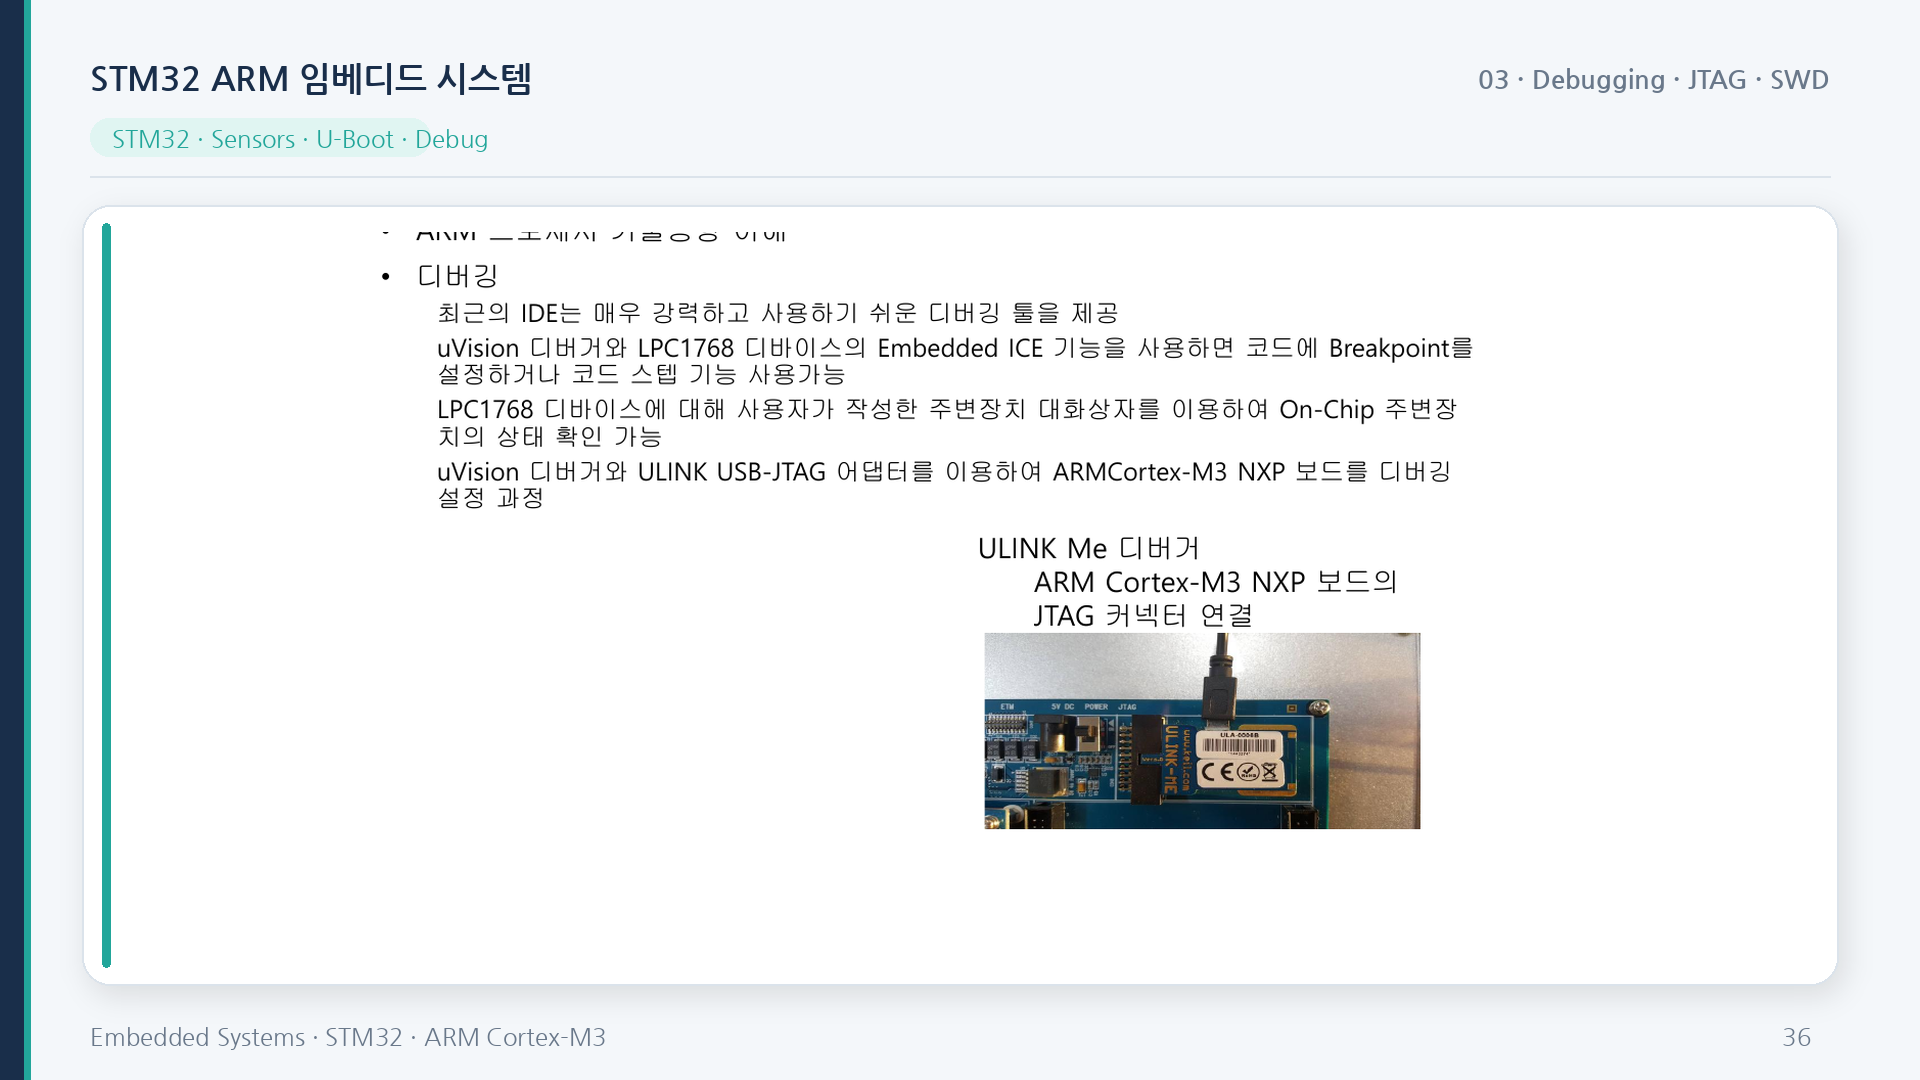 STM32 ARM 임베디드 시스템
03 · Debugging · JTAG · SWD
STM32 · Sensors · U-Boot · Debug
• 디버깅
최근의 IDE는 매우 강력하고 사용하기 쉬운 디버깅 툴을 제공
uVision 디버거와 LPC1768 디바이스의 Embedded ICE 기능을 사용하면 코드에 Breakpoint를
설정하거나 코드 스텝 기능 사용가능
LPC1768 디바이스에 대해 사용자가 작성한 주변장치 대화상자를 이용하여 On-Chip 주변장
치의 상태 확인 가능
uVision 디버거와 ULINK USB-JTAG 어댑터를 이용하여 ARMCortex-M3 NXP 보드를 디버깅
설정 과정
ULINK Me 디버거
ARM Cortex-M3 NXP 보드의
JTAG 커넥터 연결
ETM 5V DC POWER JTAG
ULINK-ME
www.keil.com
ULA-0006B
CE
Embedded Systems · STM32 · ARM Cortex-M3
36